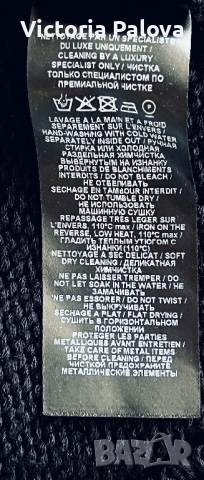 Victoria Palova
NETTOYAGE PAR UN SPECIALISTE
DU LUXE UNIQUEMENT /
CLEANING BY A LUXURY
SPECIALIST ONLY / ЧИСТКА
ТОЛЬКО СПЕЦИАЛИСТОМ ПО
ПРЕМИАЛЬНОЙ ЧИСТКЕ
LAVAGE A LA MAIN A FROID
SEPAREMENT SUR L'ENVERS /
HAND-WASHING WITH COLD WATER
SEPARATELY INSIDE OUT / РУЧНАЯ
СТИРКА ИЛИ ХОЛОДНАЯ
РАЗДЕЛЬНАЯ ХИМЧИСТКА
ВЫВЕРНУТЫМ НА ИЗНАНКУ
PRODUITS DE BLANCHIMENTS
INTERDITS / DO NOT BLEACH /
НЕ ОТБЕЛИВАТЬ
SECHAGE EN TAMBOUR INTERDIT /
DO NOT TUMBLE DRY /
НЕ ИСПОЛЬЗОВАТЬ
МАШИННУЮ СУШКУ
REPASSAGE TRES LEGER SUR
L'ENVERS, 110°C max / IRON ON THE
REVERSE, LOW HEAT, 110°C max /
ГЛАДИТЬ ТЕПЛЫМ УТЮГОМ С
ИЗНАНКИ (110°C)
NETTOYAGE A SEC DELICAT / SOFT
DRY CLEANING / ДЕЛИКАТНАЯ
ХИМЧИСТКА
NE PAS LAISSER TREMPER / DO
NOT LET SOAK IN THE WATER / НЕ
ЗАМАЧИВАТЬ
NE PAS ESSORER / DO NOT TWIST /
НЕ ВЫКРУЧИВАТЬ
SECHAGE A PLAT / FLAT DRYING /
СУШИТЬ В ГОРИЗОНТАЛЬНОМ
ПОЛОЖЕНИИ
PROTEGER LES PARTIES
METALLIQUES AVANT ENTRETIEN /
TAKE CARE OF METAL ITEMS
BEFORE CLEANING / ПЕРЕД
ЧИСТКОЙ ПРЕДОХРАНИТЕ
МЕТАЛЛИЧЕСКИЕ ЭЛЕМЕНТЫ
bazar.bg